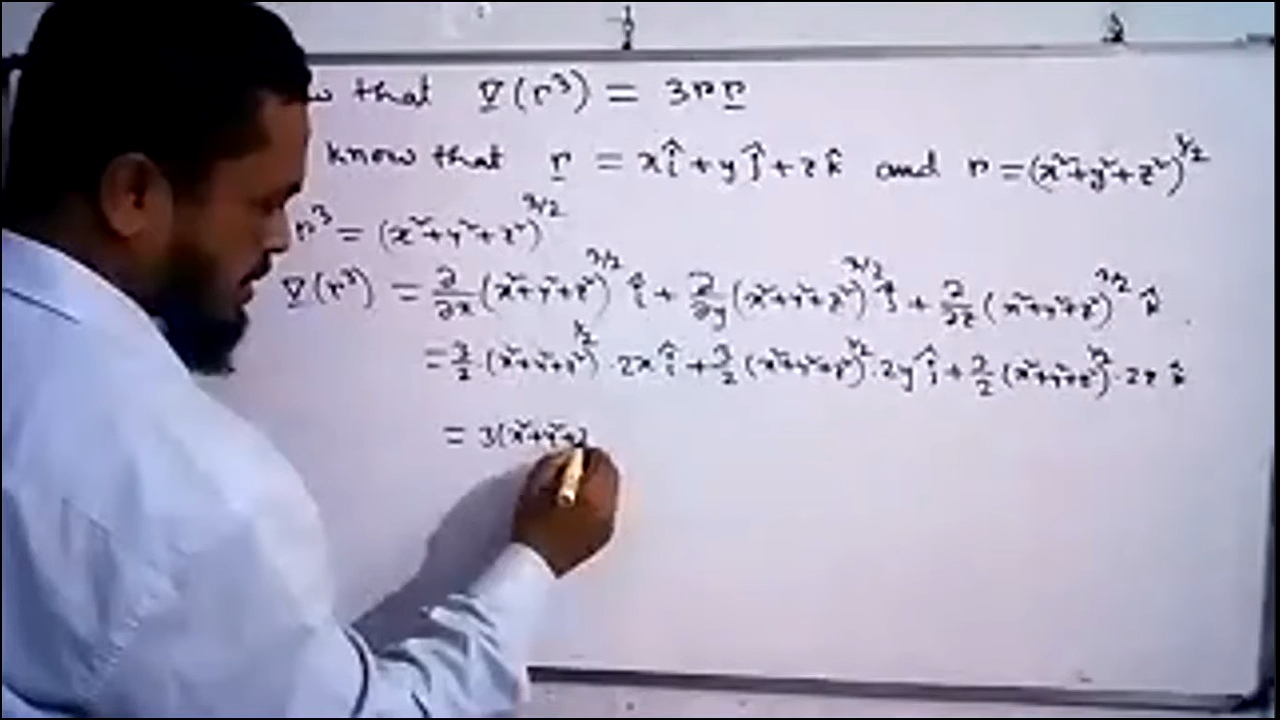 w that ∇(r³) = 3r r
know that r = xî + yĵ + zk̂ and r = (x²+y²+z²)^1/2
r³ = (x²+y²+z²)^3/2
∇(r³) = ∂/∂x (x²+y²+z²)^3/2 î + ∂/∂y (x²+y²+z²)^3/2 ĵ + ∂/∂z (x²+y²+z²)^3/2 k̂
= 3/2 · (x²+y²+z²)^1/2 · 2x î + 3/2 (x²+y²+z²)^1/2 · 2y ĵ + 3/2 (x²+y²+z²)^1/2 · 2z k̂
= 3(x²+y²+z